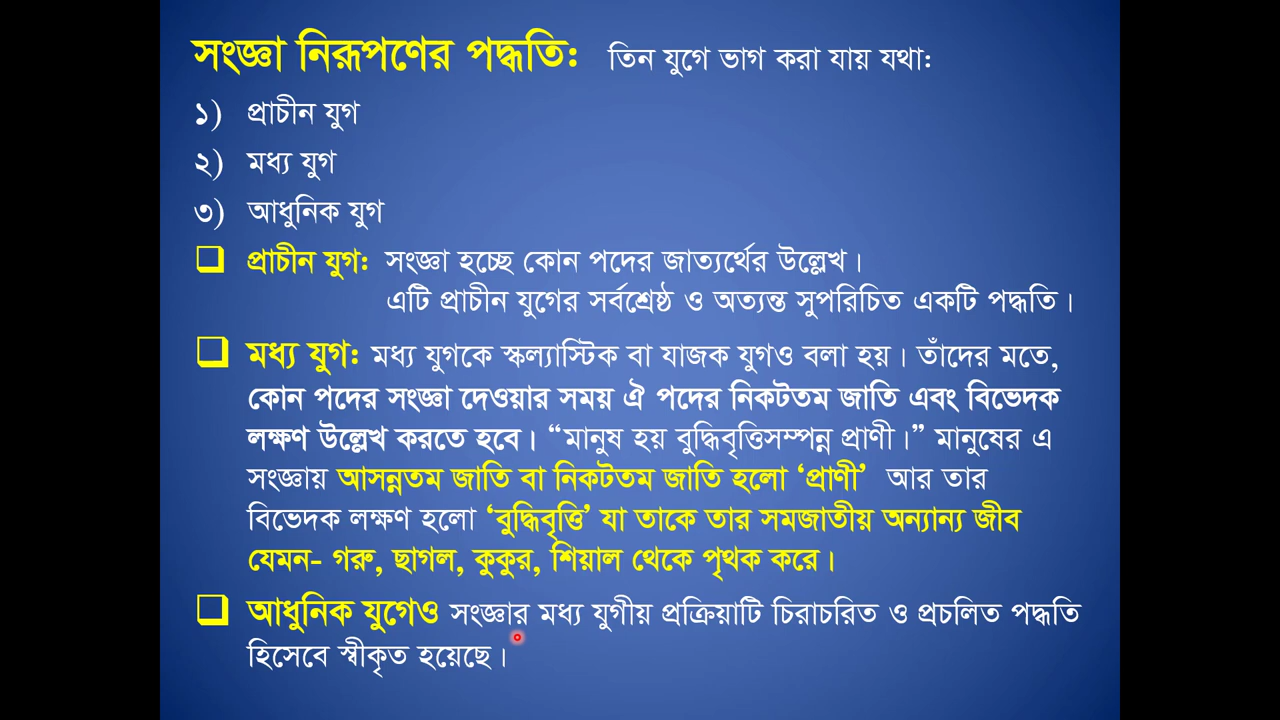 সংজ্ঞা নিরূপণের পদ্ধতি: তিন যুগে ভাগ করা যায় যথা:
১) প্রাচীন যুগ
২) মধ্য যুগ
৩) আধুনিক যুগ
প্রাচীন যুগ: সংজ্ঞা হচ্ছে কোন পদের জাত্যর্থের উল্লেখ।
এটি প্রাচীন যুগের সর্বশ্রেষ্ঠ ও অত্যন্ত সুপরিচিত একটি পদ্ধতি।
মধ্য যুগ: মধ্য যুগকে স্কল্যাস্টিক বা যাজক যুগও বলা হয়। তাঁদের মতে,
কোন পদের সংজ্ঞা দেওয়ার সময় ঐ পদের নিকটতম জাতি এবং বিভেদক
লক্ষণ উল্লেখ করতে হবে। “মানুষ হয় বুদ্ধিবৃত্তিসম্পন্ন প্রাণী।” মানুষের এ
সংজ্ঞায় আসন্নতম জাতি বা নিকটতম জাতি হলো ‘প্রাণী’ আর তার
বিভেদক লক্ষণ হলো ‘বুদ্ধিবৃত্তি’ যা তাকে তার সমজাতীয় অন্যান্য জীব
যেমন- গরু, ছাগল, কুকুর, শিয়াল থেকে পৃথক করে।
আধুনিক যুগেও সংজ্ঞার মধ্য যুগীয় প্রক্রিয়াটি চিরাচরিত ও প্রচলিত পদ্ধতি
হিসেবে স্বীকৃত হয়েছে।